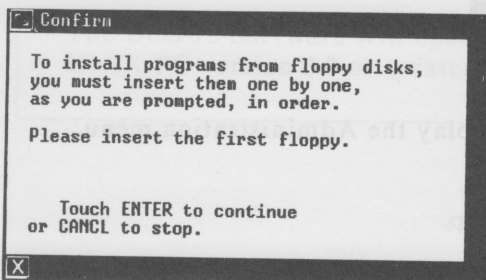 Confirm
To install programs from floppy disks,
you must insert them one by one,
as you are prompted, in order.
Please insert the first floppy.
Touch ENTER to continue
or CANCL to stop.
X